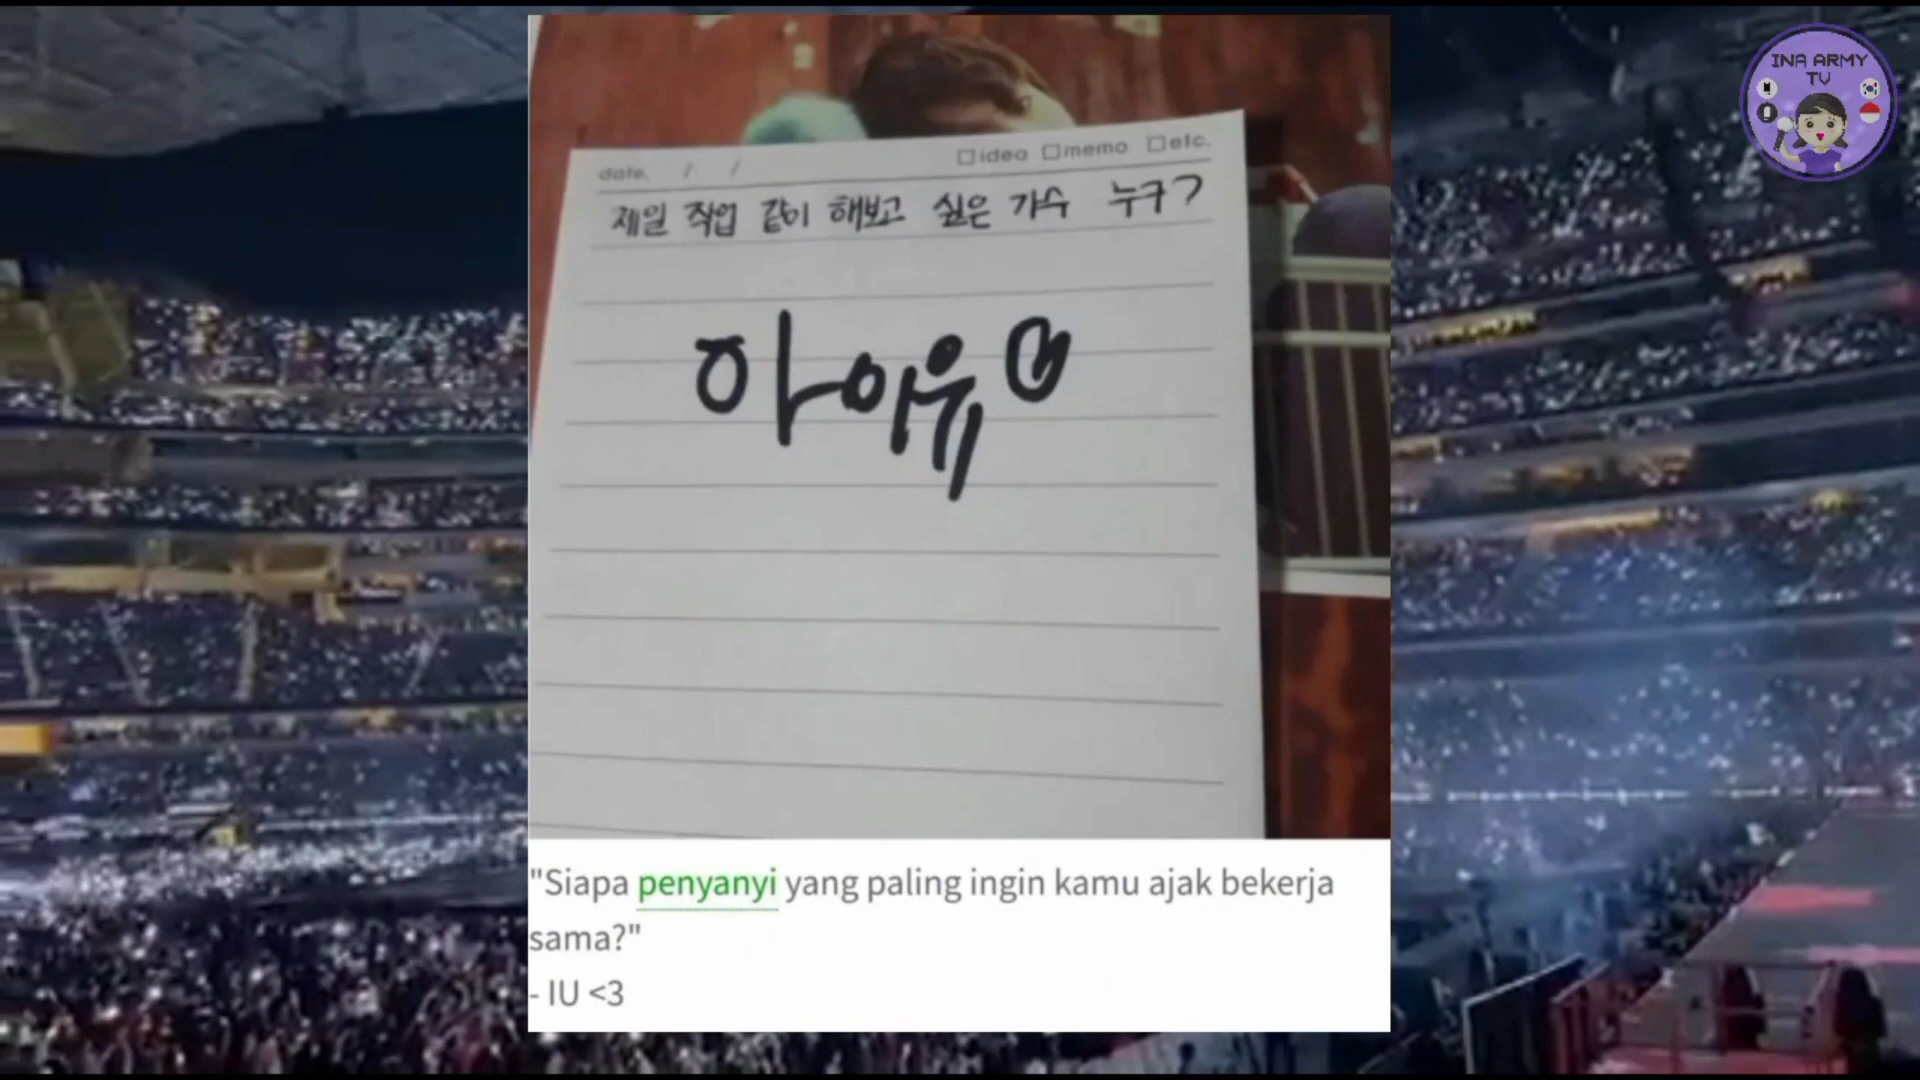 INA ARMY
TV
date. / / □idea □memo □etc.
제일 작업 같이 해보고 싶은 가수 누구?
아이유
"Siapa penyanyi yang paling ingin kamu ajak bekerja
sama?"
- IU <3